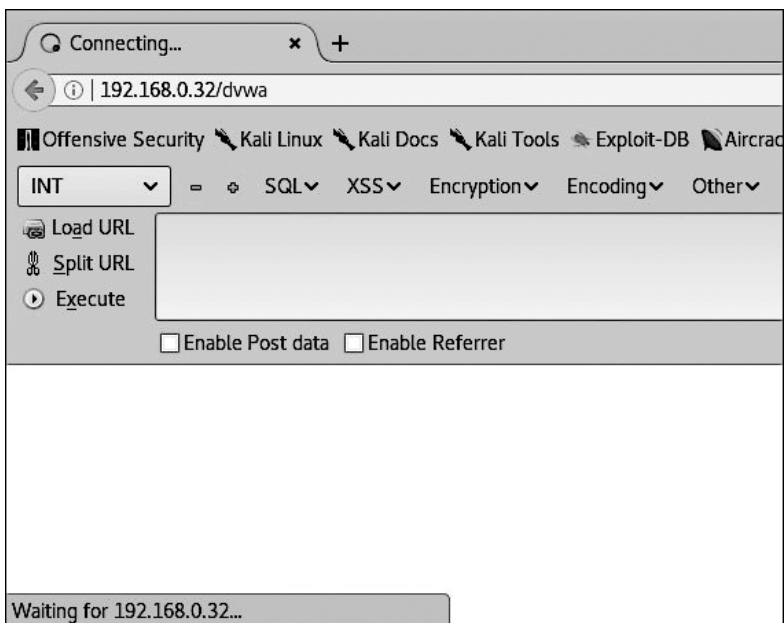 Connecting...
192.168.0.32/dvwa
Offensive Security Kali Linux Kali Docs Kali Tools Exploit-DB Aircrac
INT SQL XSS Encryption Encoding Other
Load URL
Split URL
Execute
Enable Post data Enable Referrer
Waiting for 192.168.0.32...